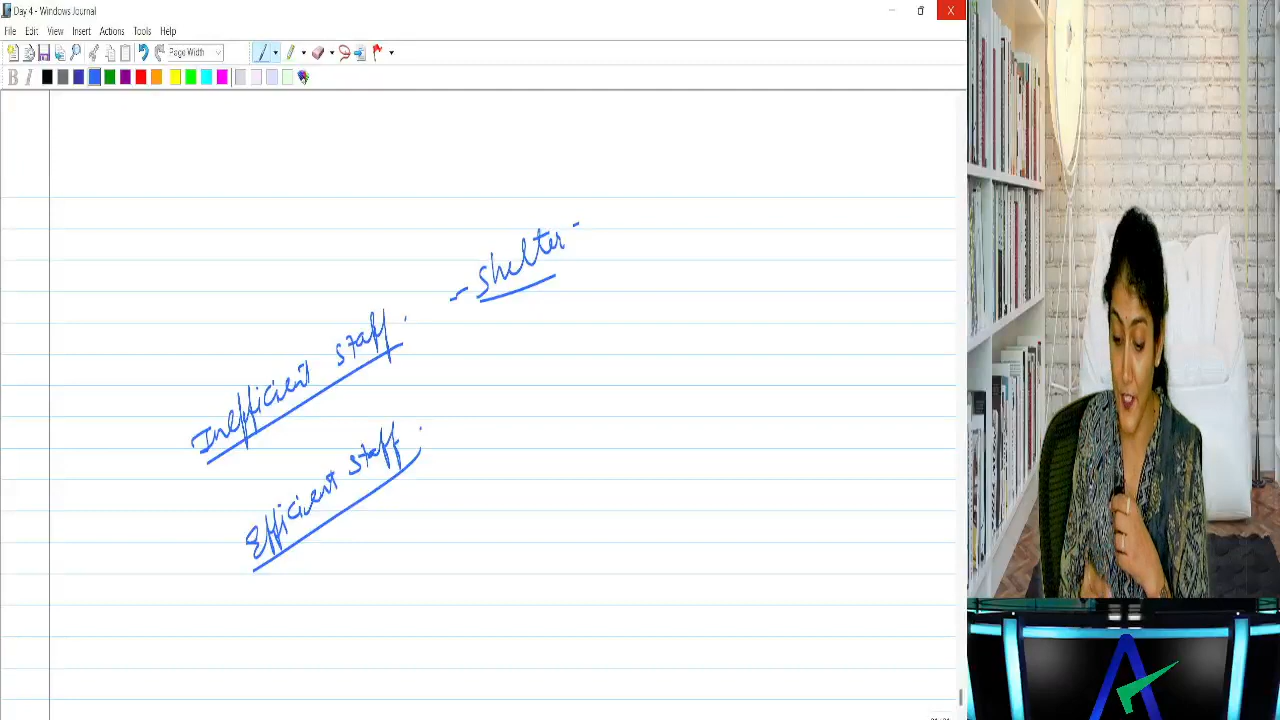 Day 4 - Windows Journal
File Edit View Insert Actions Tools Help
Page Width
B I
- Shelter -
Inefficient staff.
Efficient staff.